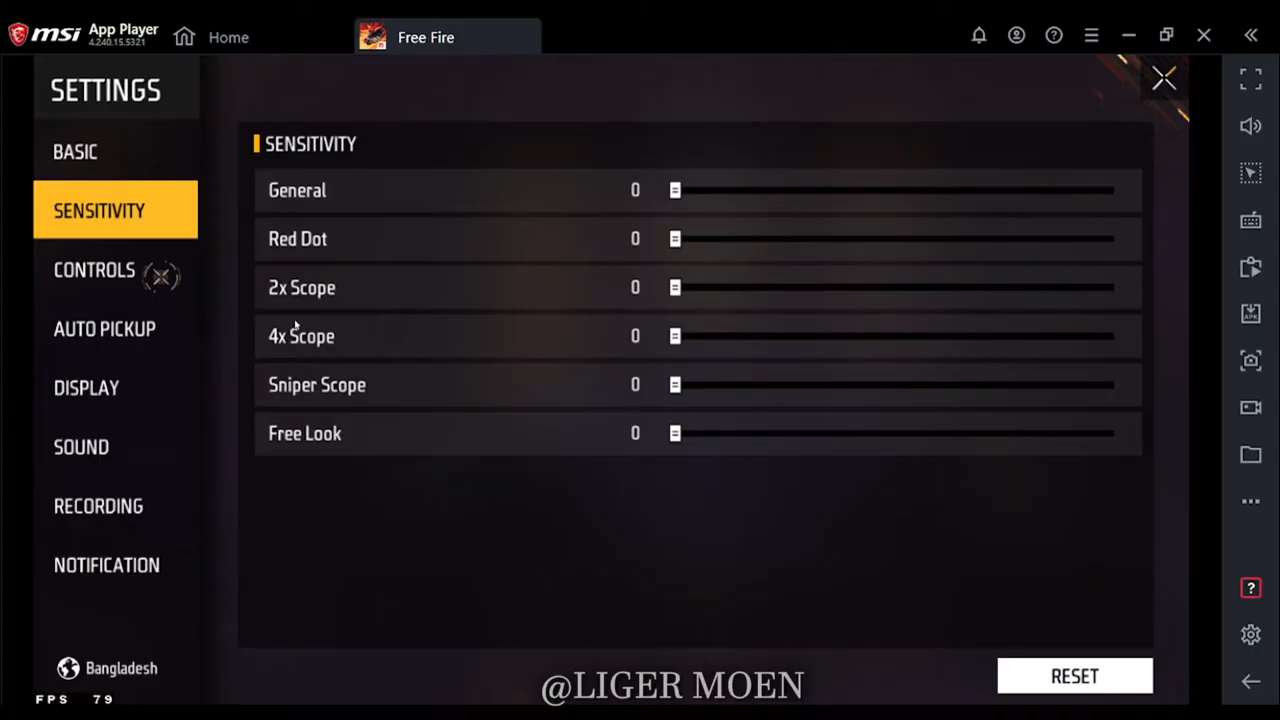 msi App Player
4.240.15.5321
Home
Free Fire
SETTINGS
BASIC
SENSITIVITY
CONTROLS
AUTO PICKUP
DISPLAY
SOUND
RECORDING
NOTIFICATION
Bangladesh
FPS 79
SENSITIVITY
General 0
Red Dot 0
2x Scope 0
4x Scope 0
Sniper Scope 0
Free Look 0
RESET
@LIGER MOEN
APK